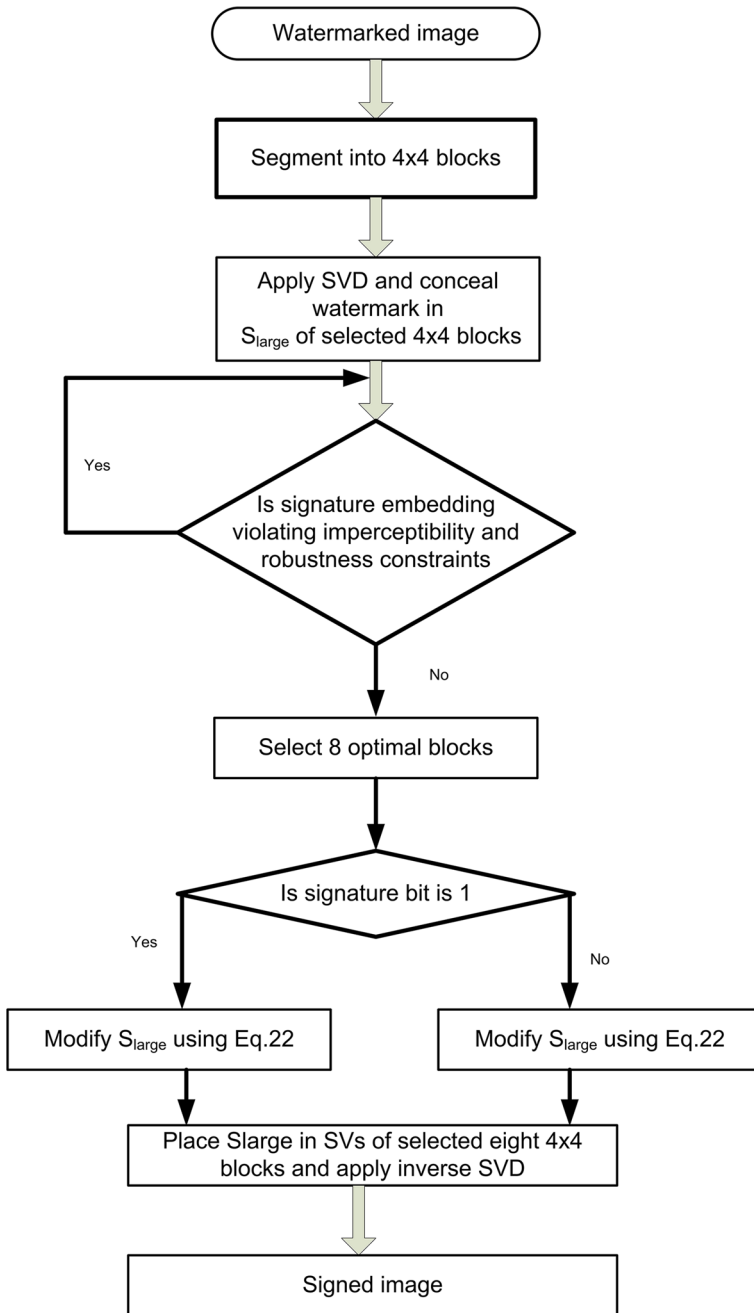 Watermarked image
Segment into 4x4 blocks
Apply SVD and conceal
watermark in
Slarge of selected 4x4 blocks
Yes
Is signature embedding
violating imperceptibility and
robustness constraints
No
Select 8 optimal blocks
Is signature bit is 1
Yes
No
Modify Slarge using Eq.22
Modify Slarge using Eq.22
Place Slarge in SVs of selected eight 4x4
blocks and apply inverse SVD
Signed image